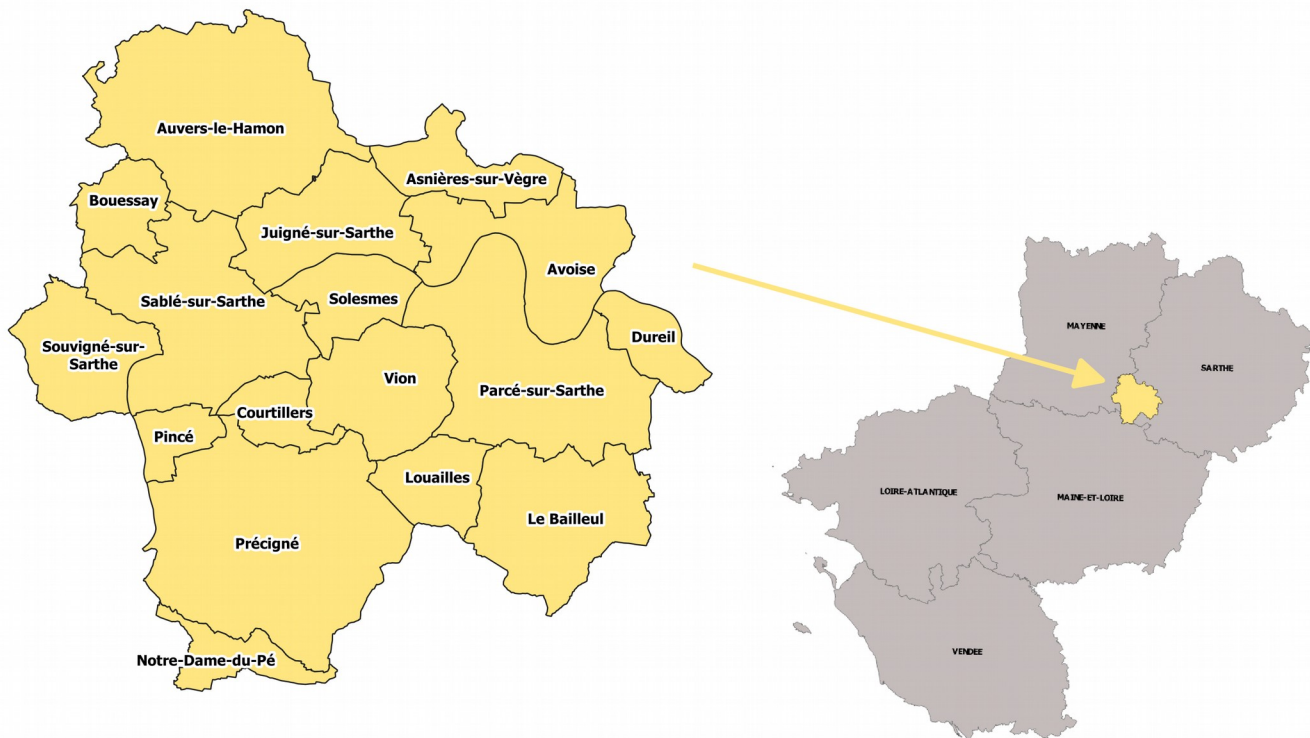 Auvers-le-Hamon
Asnières-sur-Vègre
Bouessay
Juigné-sur-Sarthe
Avoise
Sablé-sur-Sarthe
Solesmes
Dureil
Souvigné-sur-
Sarthe
Vion
Parcé-sur-Sarthe
Courtillers
Pincé
Louailles
Le Bailleul
Précigné
Notre-Dame-du-Pé
MAYENNE
SARTHE
LOIRE-ATLANTIQUE
MAINE-ET-LOIRE
VENDEE